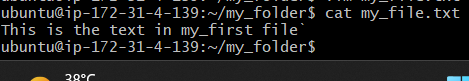 ubuntu@ip-172-31-4-139:~/my_folder$ cat my_file.txt
This is the text in my_first file`
ubuntu@ip-172-31-4-139:~/my_folder$
38°C